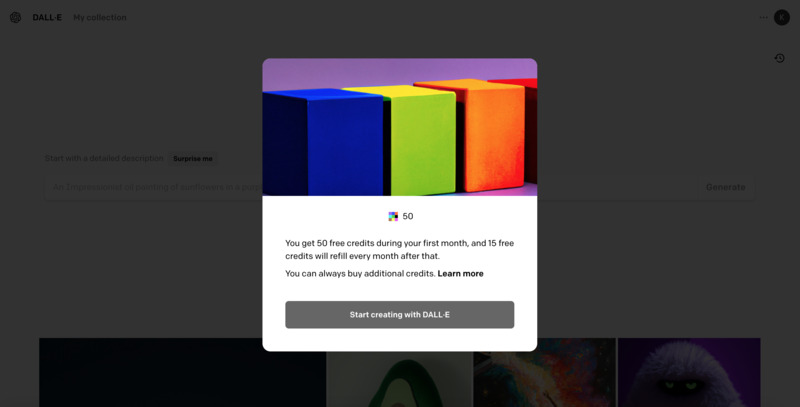 DALL·E My collection
K
Start with a detailed description Surprise me
An Impressionist oil painting of sunflowers in a purple
Generate
50
You get 50 free credits during your first month, and 15 free
credits will refill every month after that.
You can always buy additional credits. Learn more
Start creating with DALL·E